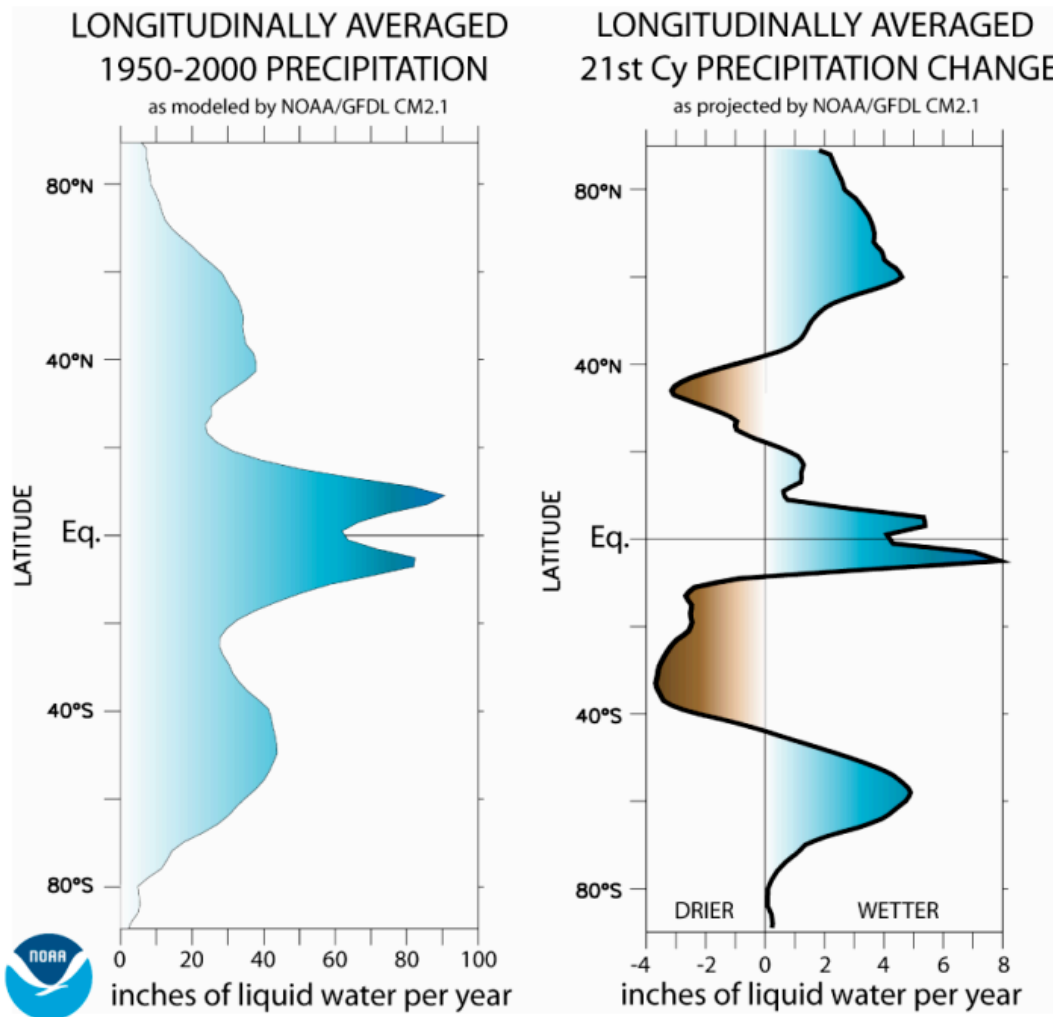 LONGITUDINALLY AVERAGED
1950-2000 PRECIPITATION
as modeled by NOAA/GFDL CM2.1
80°N
40°N
Eq.
40°S
80°S
LATITUDE
0 20 40 60 80 100
inches of liquid water per year
NOAA
LONGITUDINALLY AVERAGED
21st Cy PRECIPITATION CHANGE
as projected by NOAA/GFDL CM2.1
80°N
40°N
Eq.
40°S
80°S
LATITUDE
DRIER WETTER
-4 -2 0 2 4 6 8
inches of liquid water per year